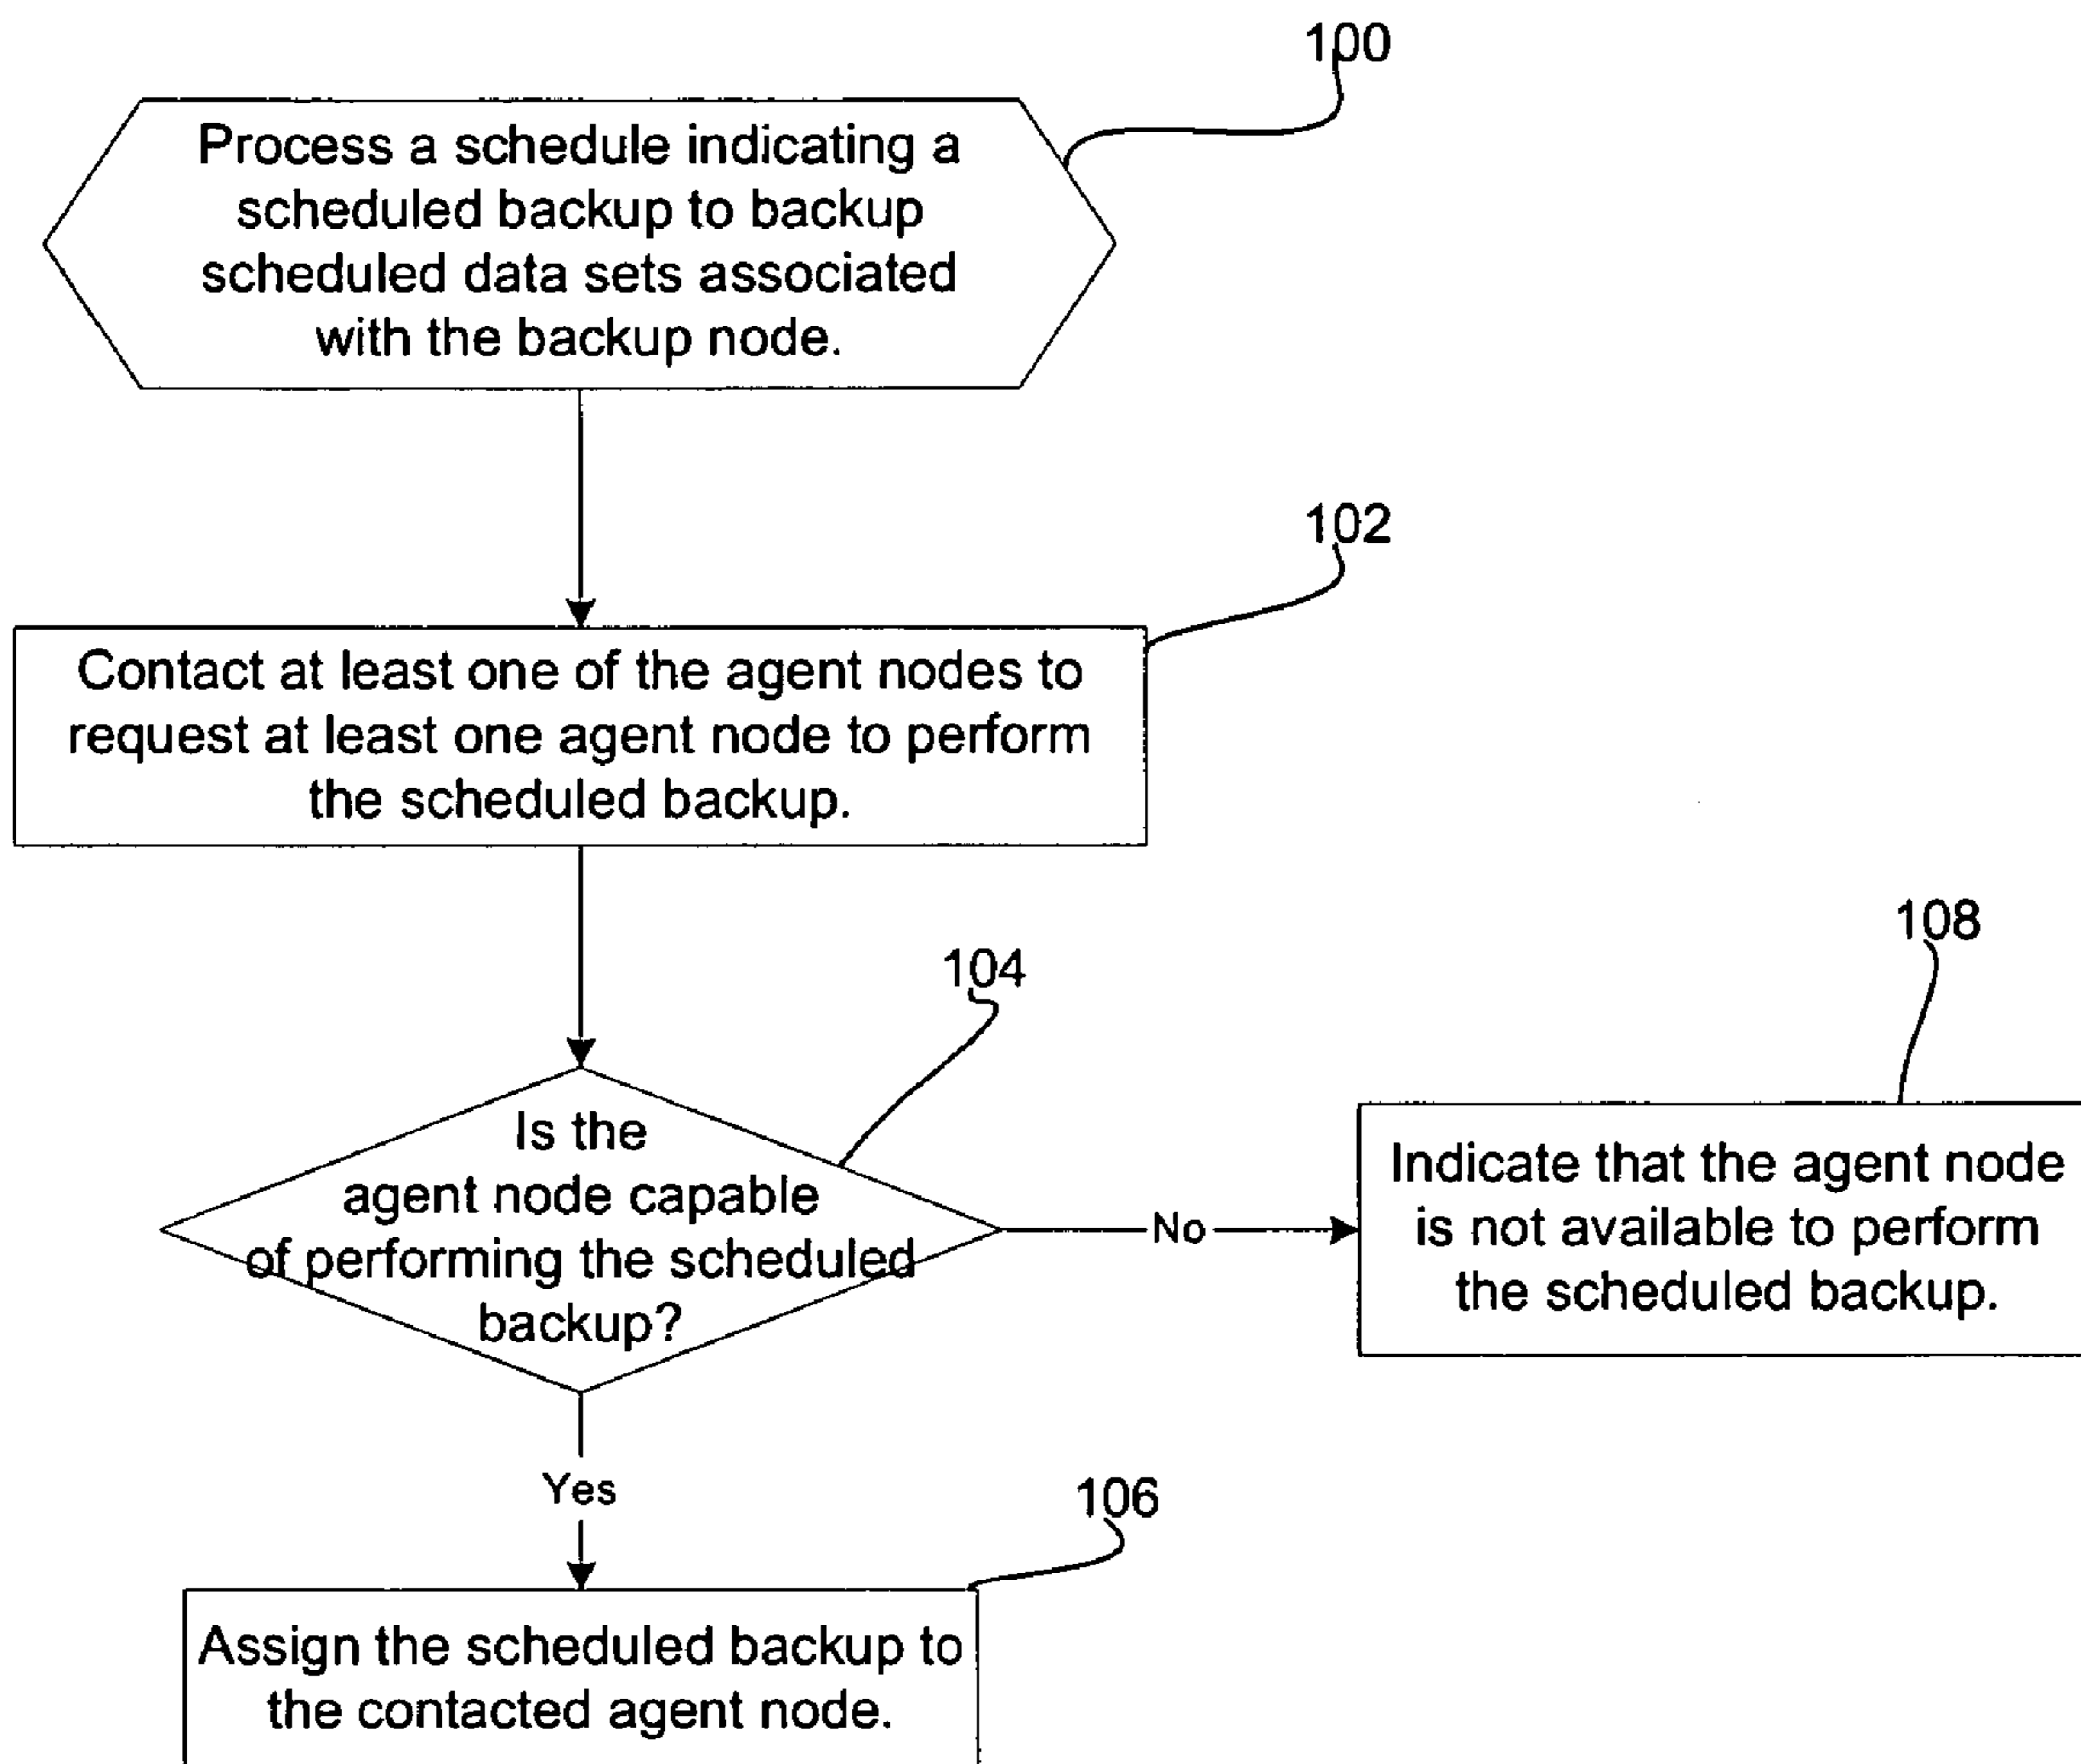 100
Process a schedule indicating a
scheduled backup to backup
scheduled data sets associated
with the backup node.
102
Contact at least one of the agent nodes to
request at least one agent node to perform
the scheduled backup.
104
108
Is the
agent node capable
of performing the scheduled
backup?
No
Indicate that the agent node
is not available to perform
the scheduled backup.
Yes
106
Assign the scheduled backup to
the contacted agent node.